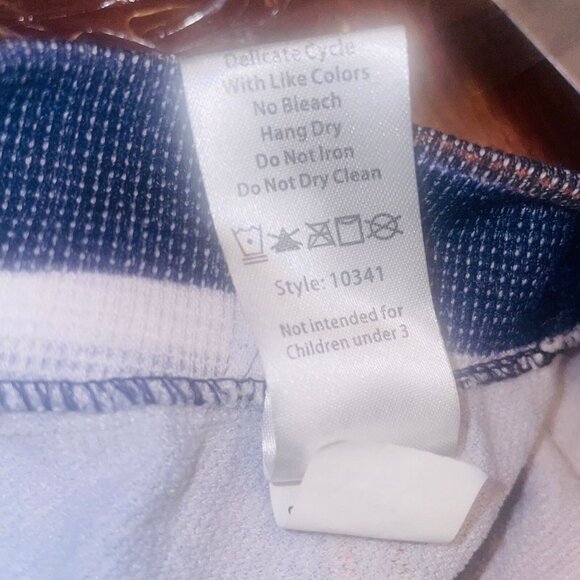 Delicate Cycle
With Like Colors
No Bleach
Hang Dry
Do Not Iron
Do Not Dry Clean
Style: 10341
Not intended for
Children under 3